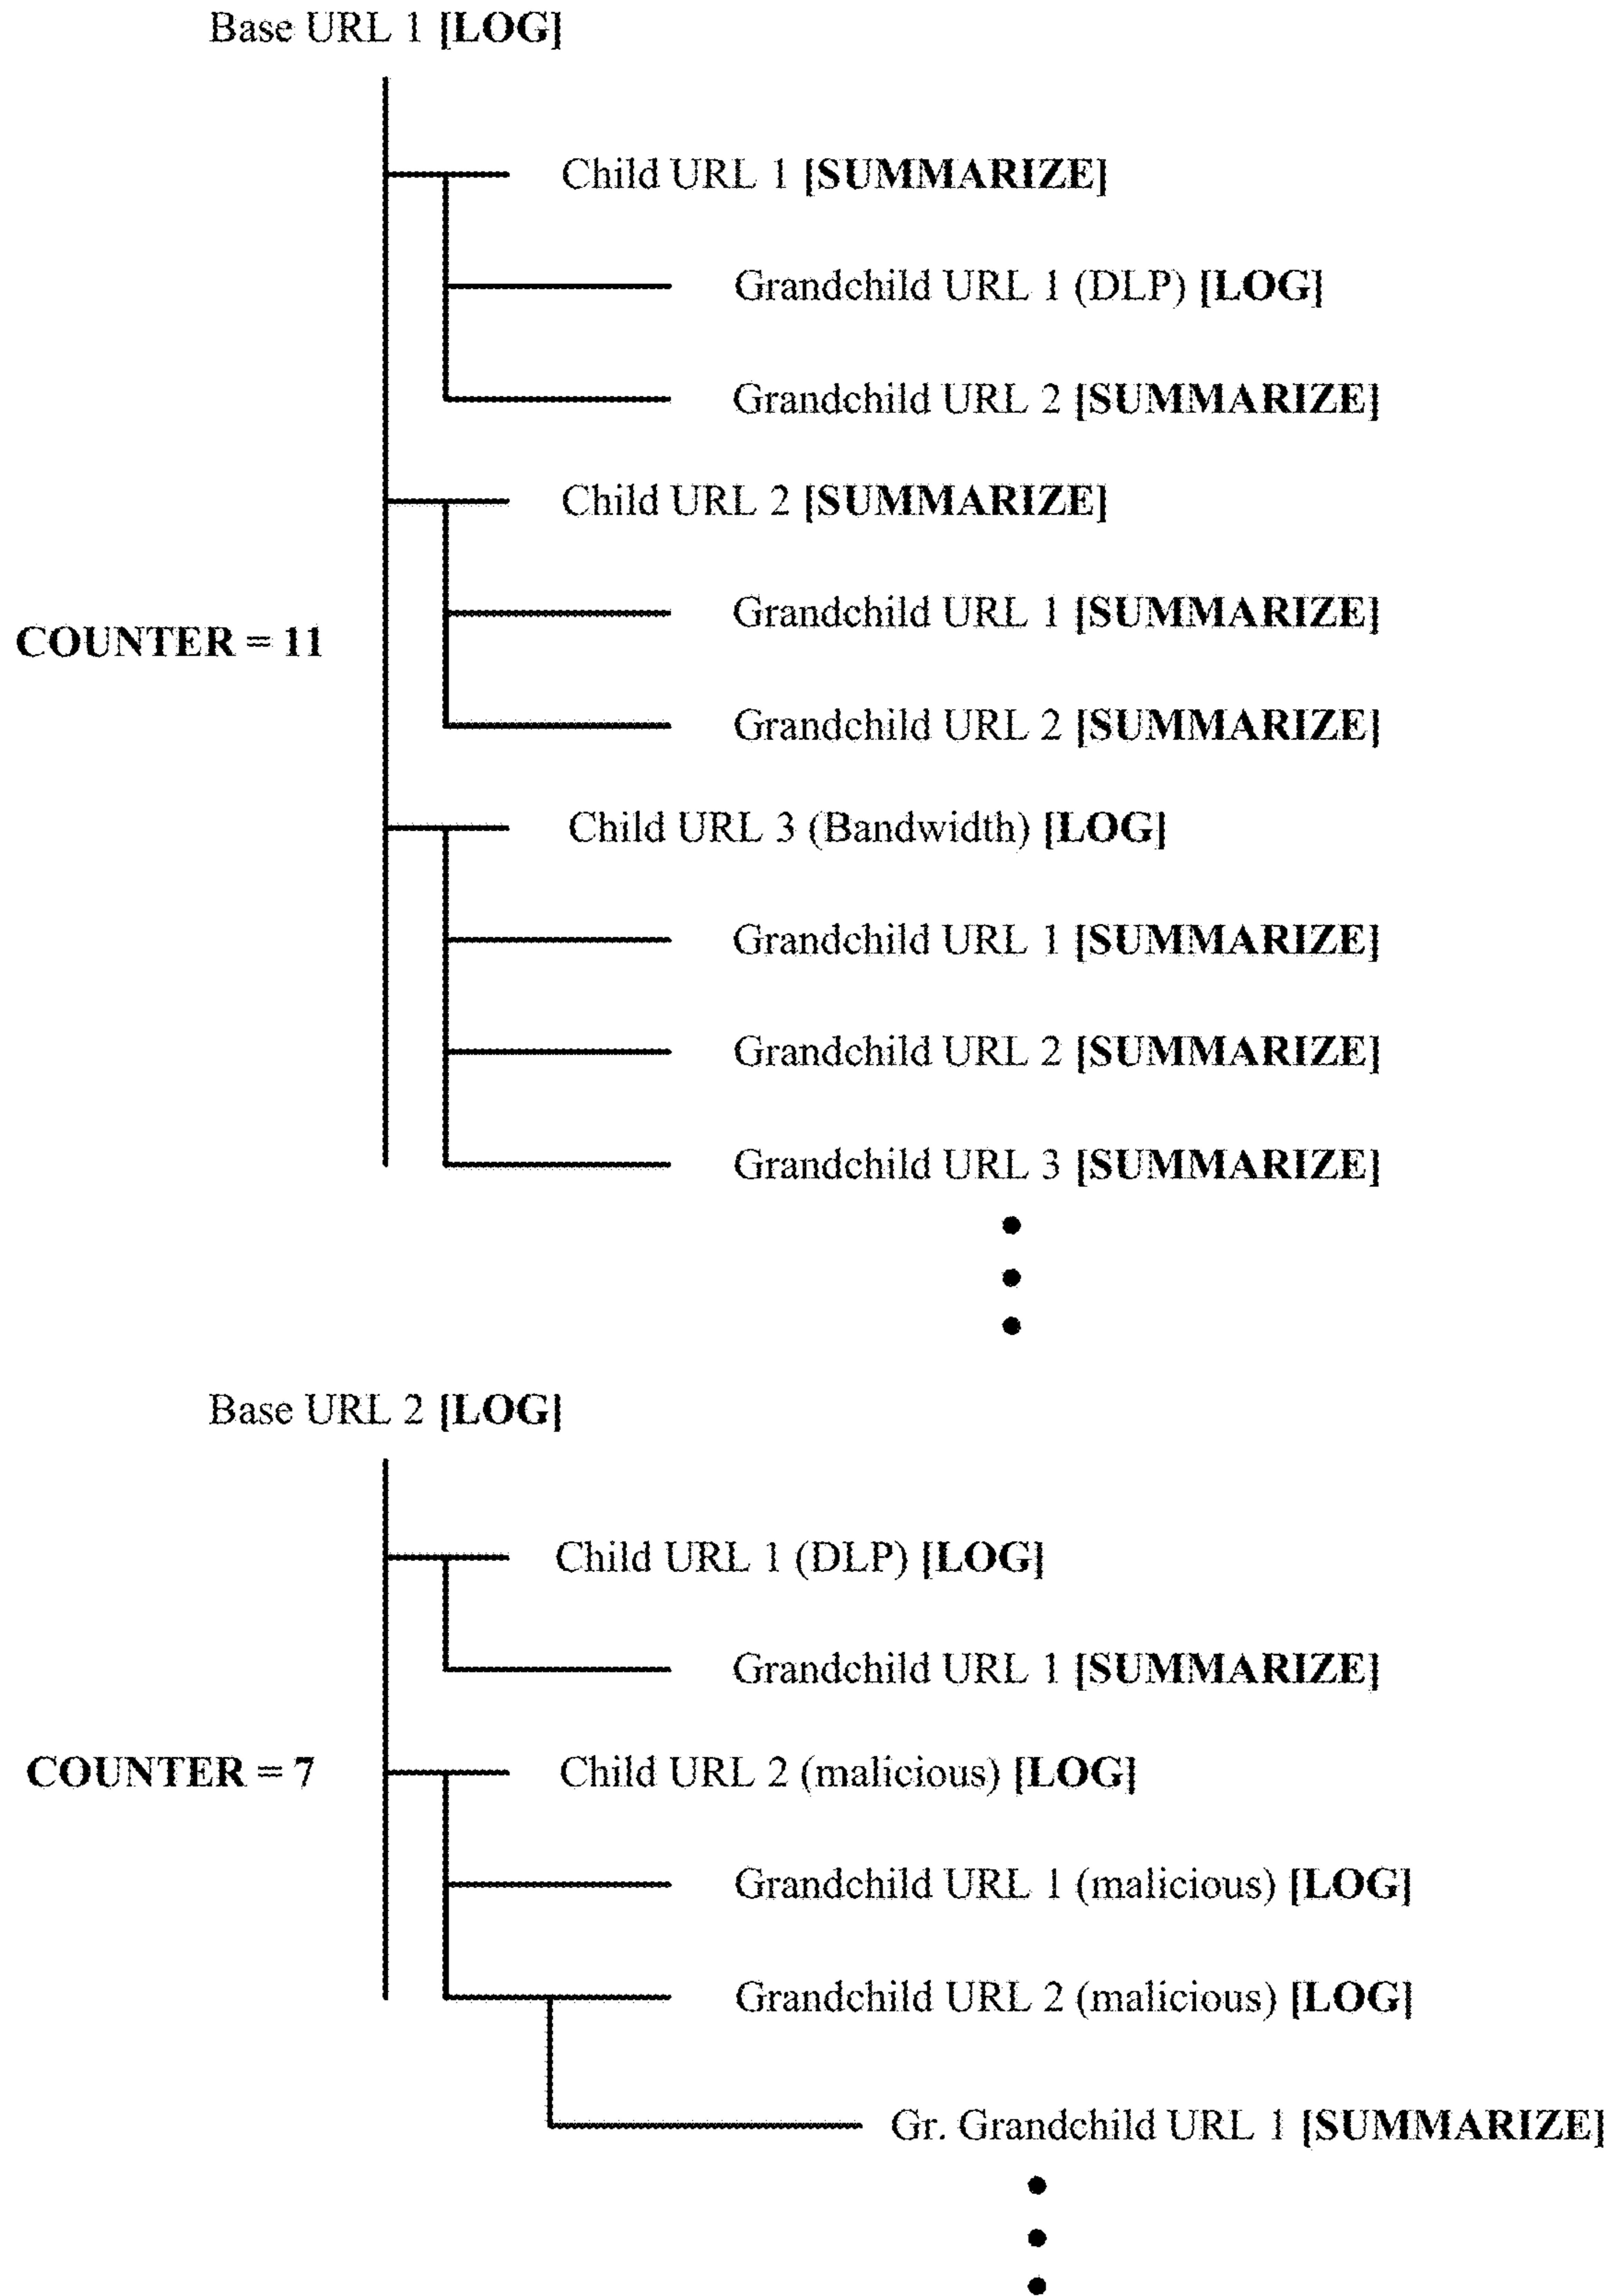 Base URL 1 [LOG]
Child URL 1 [SUMMARIZE]
Grandchild URL 1 (DLP) [LOG]
Grandchild URL 2 [SUMMARIZE]
Child URL 2 [SUMMARIZE]
Grandchild URL 1 [SUMMARIZE]
COUNTER = 11
Grandchild URL 2 [SUMMARIZE]
Child URL 3 (Bandwidth) [LOG]
Grandchild URL 1 [SUMMARIZE]
Grandchild URL 2 [SUMMARIZE]
Grandchild URL 3 [SUMMARIZE]
Base URL 2 [LOG]
Child URL 1 (DLP) [LOG]
Grandchild URL 1 [SUMMARIZE]
COUNTER = 7
Child URL 2 (malicious) [LOG]
Grandchild URL 1 (malicious) [LOG]
Grandchild URL 2 (malicious) [LOG]
Gr. Grandchild URL 1 [SUMMARIZE]